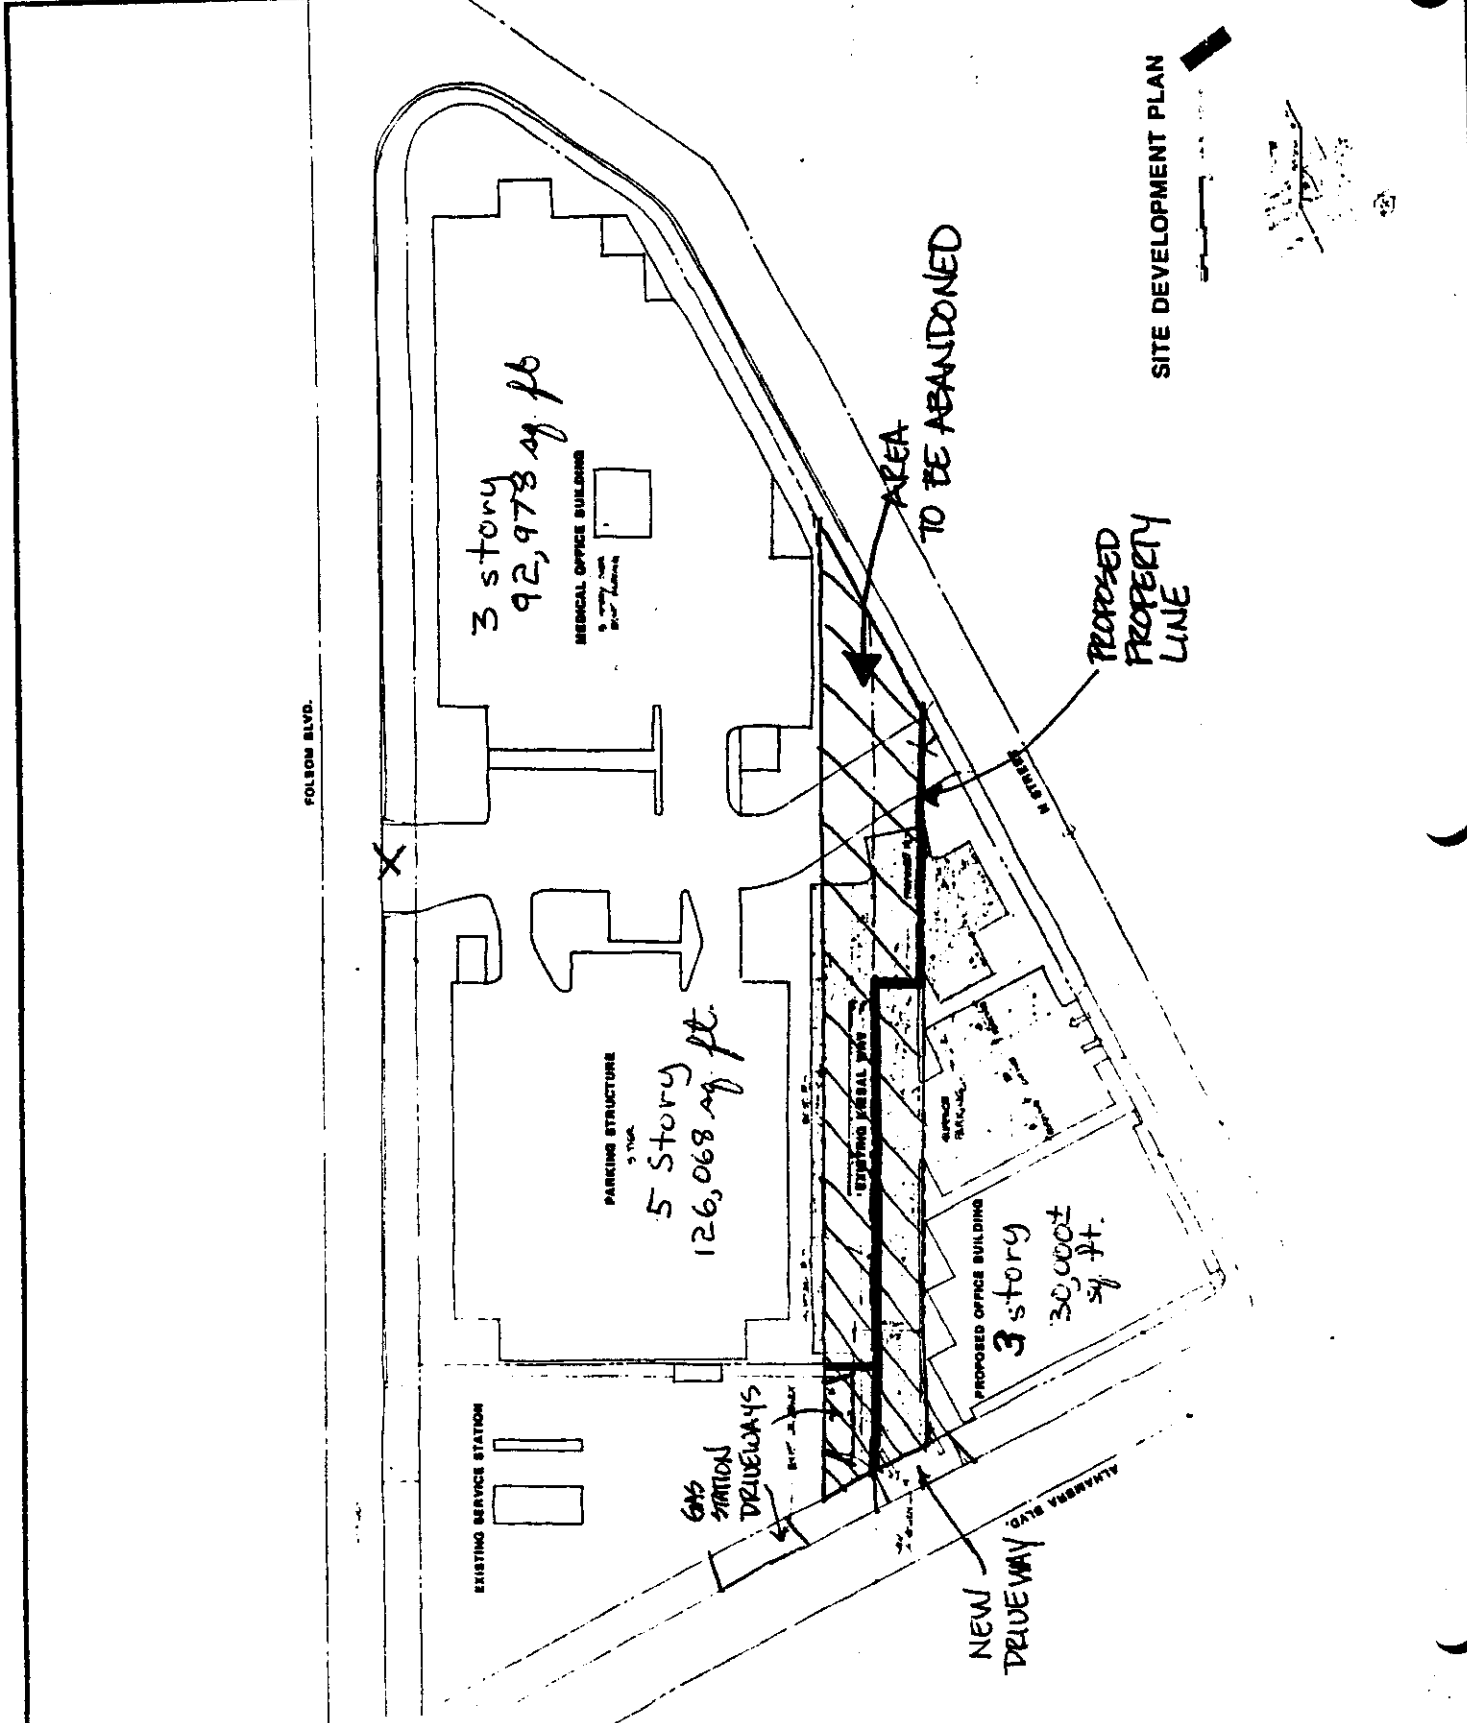 SITE DEVELOPMENT PLAN
FOLSOM BLVD.
3 story
92,978 sq ft
MEDICAL OFFICE BUILDING
AREA
TO BE ABANDONED
PROPOSED
PROPERTY
LINE
N STREET
PARKING STRUCTURE
5 Story
126,068 sq ft.
EXISTING
WAY
SURFACE
PARKING
PROPOSED OFFICE BUILDING
3 story
30,000±
sq. ft.
EXISTING SERVICE STATION
GAS
STATION
DRIVEWAYS
NEW
DRIVEWAY
ALHAMBRA BLVD.